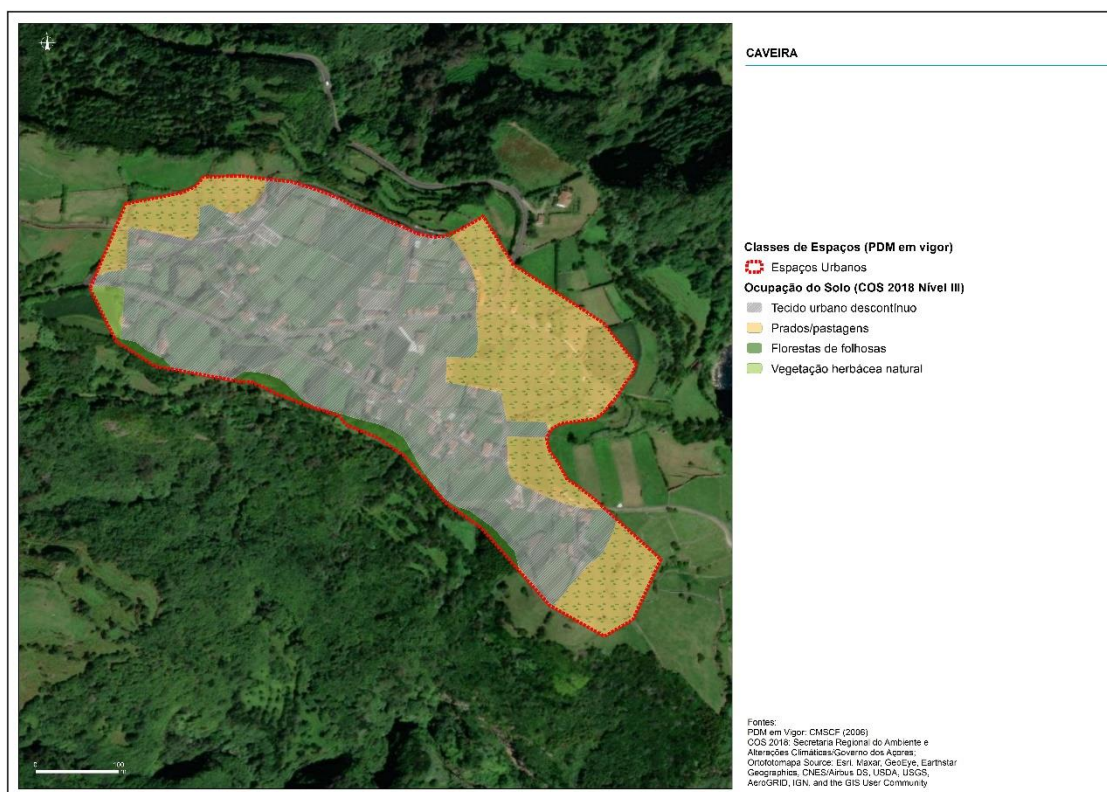 CAVEIRA
Classes de Espaços (PDM em vigor)
Espaços Urbanos
Ocupação do Solo (COS 2018 Nível III)
Tecido urbano descontínuo
Prados/pastagens
Florestas de folhosas
Vegetação herbácea natural
Fontes:
PDM em Vigor: CMSCF (2006)
COS 2018: Secretaria Regional do Ambiente e
Alterações Climáticas/Governo dos Açores;
Ortofotomapa Source: Esri, Maxar, GeoEye, Earthstar
Geographics, CNES/Airbus DS, USDA, USGS,
AeroGRID, IGN, and the GIS User Community
0 100
m